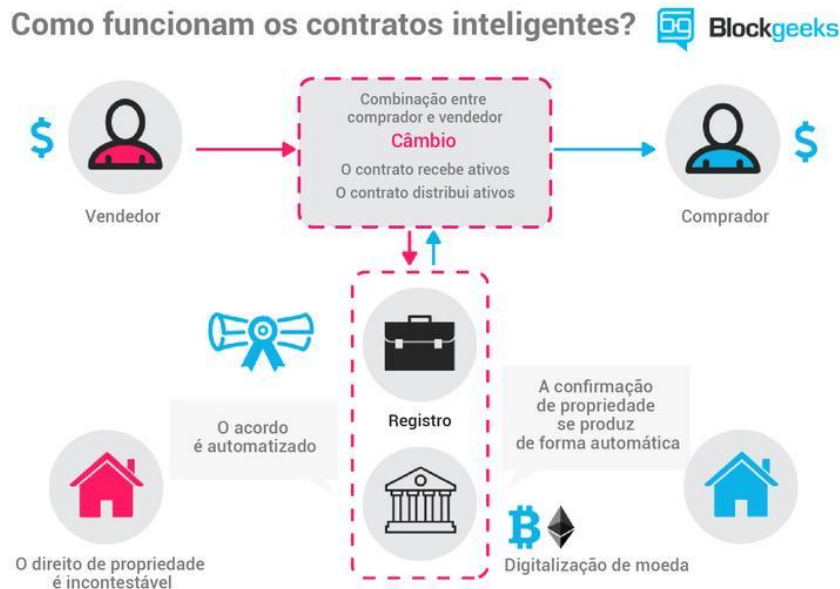 Como funcionam os contratos inteligentes?
Blockgeeks
Combinação entre
comprador e vendedor
Câmbio
O contrato recebe ativos
O contrato distribui ativos
$
$
Vendedor
Comprador
O acordo
é automatizado
Registro
A confirmação
de propriedade
se produz
de forma automática
O direito de propriedade
é incontestável
Digitalização de moeda